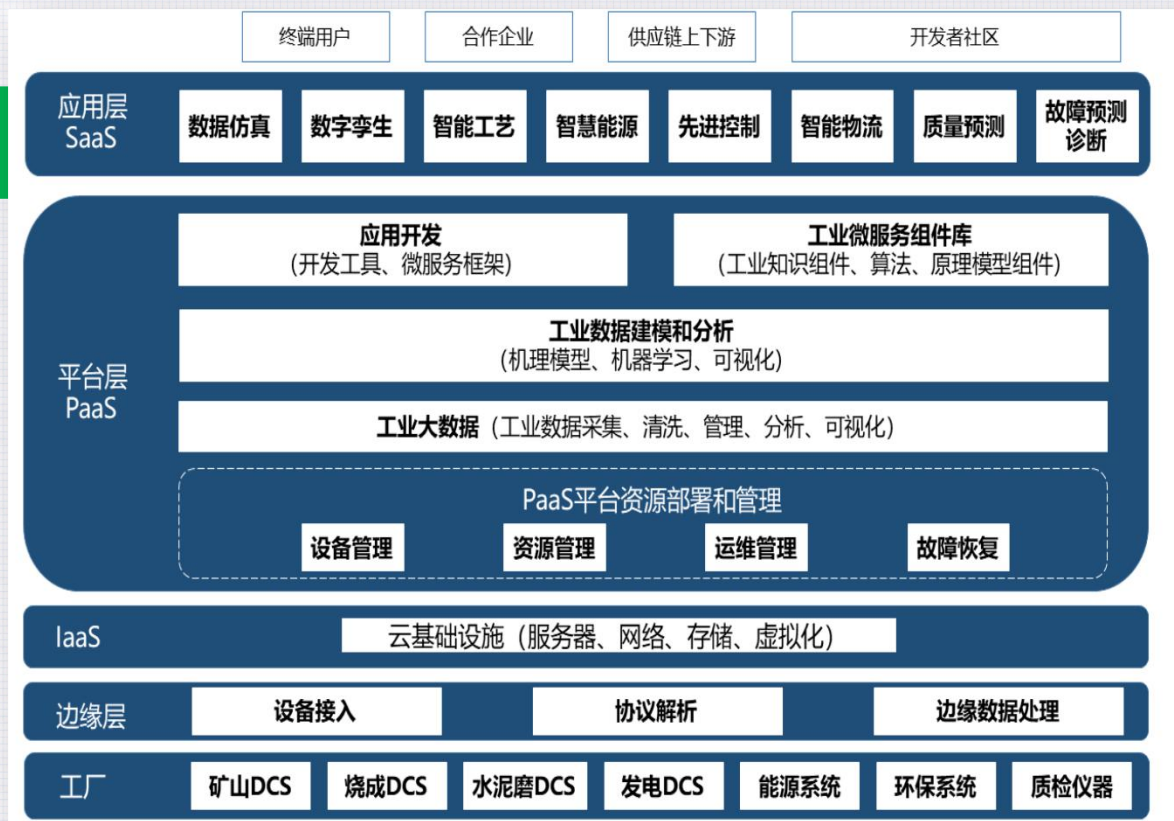 终端用户 合作企业 供应链上下游 开发者社区
应用层
SaaS
数据仿真 数字孪生 智能工艺 智慧能源 先进控制 智能物流 质量预测 故障预测
诊断
平台层
PaaS
应用开发
(开发工具、微服务框架)
工业微服务组件库
(工业知识组件、算法、原理模型组件)
工业数据建模和分析
(机理模型、机器学习、可视化)
工业大数据（工业数据采集、清洗、管理、分析、可视化）
PaaS平台资源部署和管理
设备管理 资源管理 运维管理 故障恢复
IaaS
云基础设施（服务器、网络、存储、虚拟化）
边缘层
设备接入 协议解析 边缘数据处理
工厂
矿山DCS 烧成DCS 水泥磨DCS 发电DCS 能源系统 环保系统 质检仪器